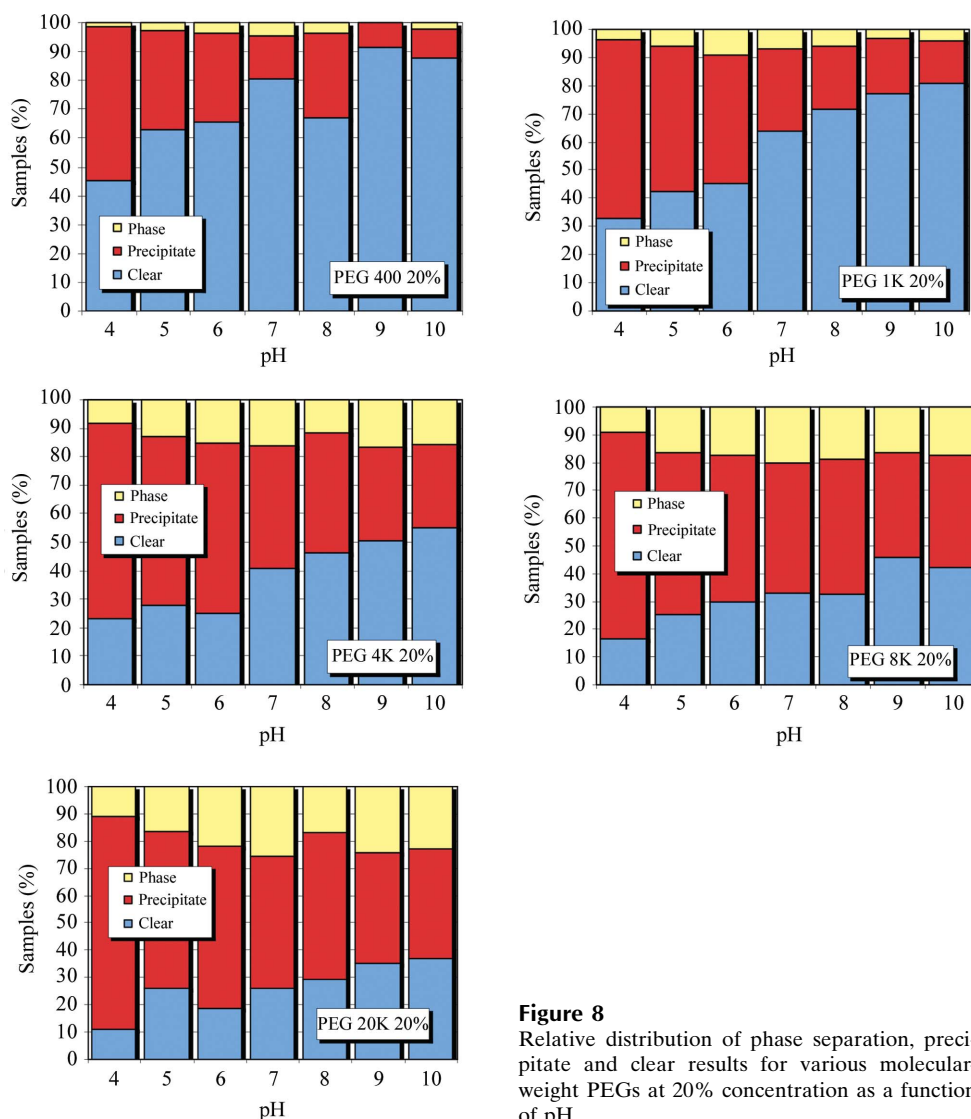 100
90
80
70
60
50
40
30
20
10
0
Samples (%)
Phase
Precipitate
Clear
PEG 400 20%
4 5 6 7 8 9 10
pH
100
90
80
70
60
50
40
30
20
10
0
Samples (%)
Phase
Precipitate
Clear
PEG 1K 20%
4 5 6 7 8 9 10
pH
100
90
80
70
60
50
40
30
20
10
0
Samples (%)
Phase
Precipitate
Clear
PEG 4K 20%
4 5 6 7 8 9 10
pH
100
90
80
70
60
50
40
30
20
10
0
Samples (%)
Phase
Precipitate
Clear
PEG 8K 20%
4 5 6 7 8 9 10
pH
100
90
80
70
60
50
40
30
20
10
0
Samples (%)
Phase
Precipitate
Clear
PEG 20K 20%
4 5 6 7 8 9 10
pH
Figure 8
Relative distribution of phase separation, preci-
pitate and clear results for various molecular-
weight PEGs at 20% concentration as a function
of pH